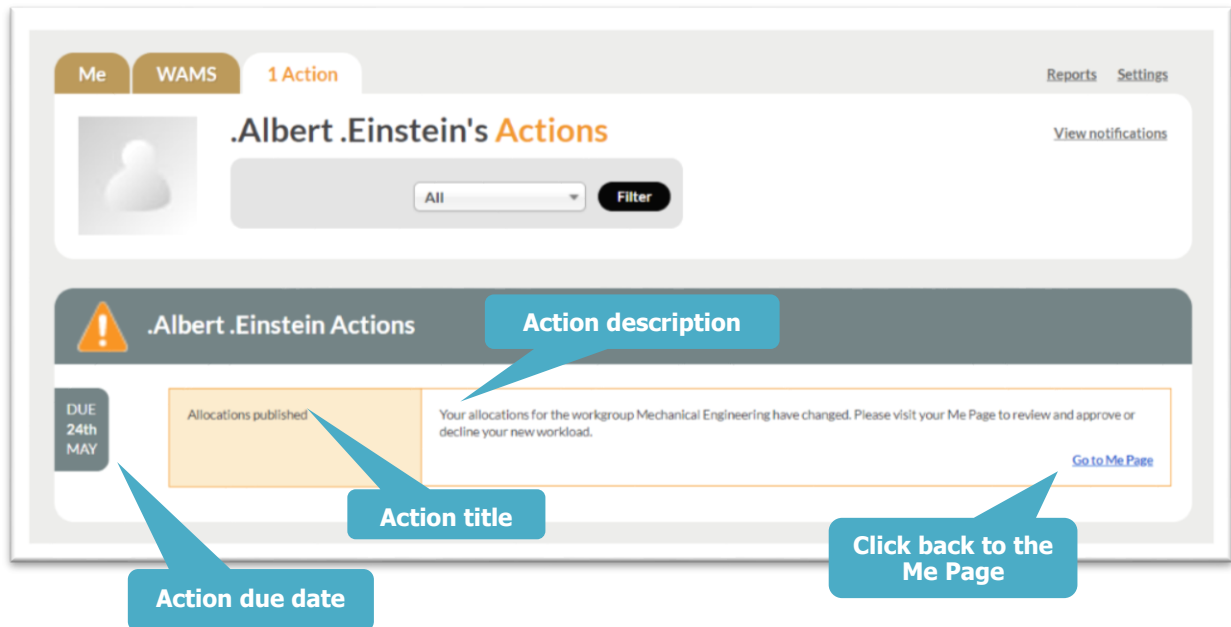 Me WAMS 1 Action Reports Settings
.Albert .Einstein's Actions View notifications
All Filter
.Albert .Einstein Actions
Action description
DUE
24th
MAY
Allocations published
Your allocations for the workgroup Mechanical Engineering have changed. Please visit your Me Page to review and approve or
decline your new workload.
Go to Me Page
Action title
Click back to the
Me Page
Action due date